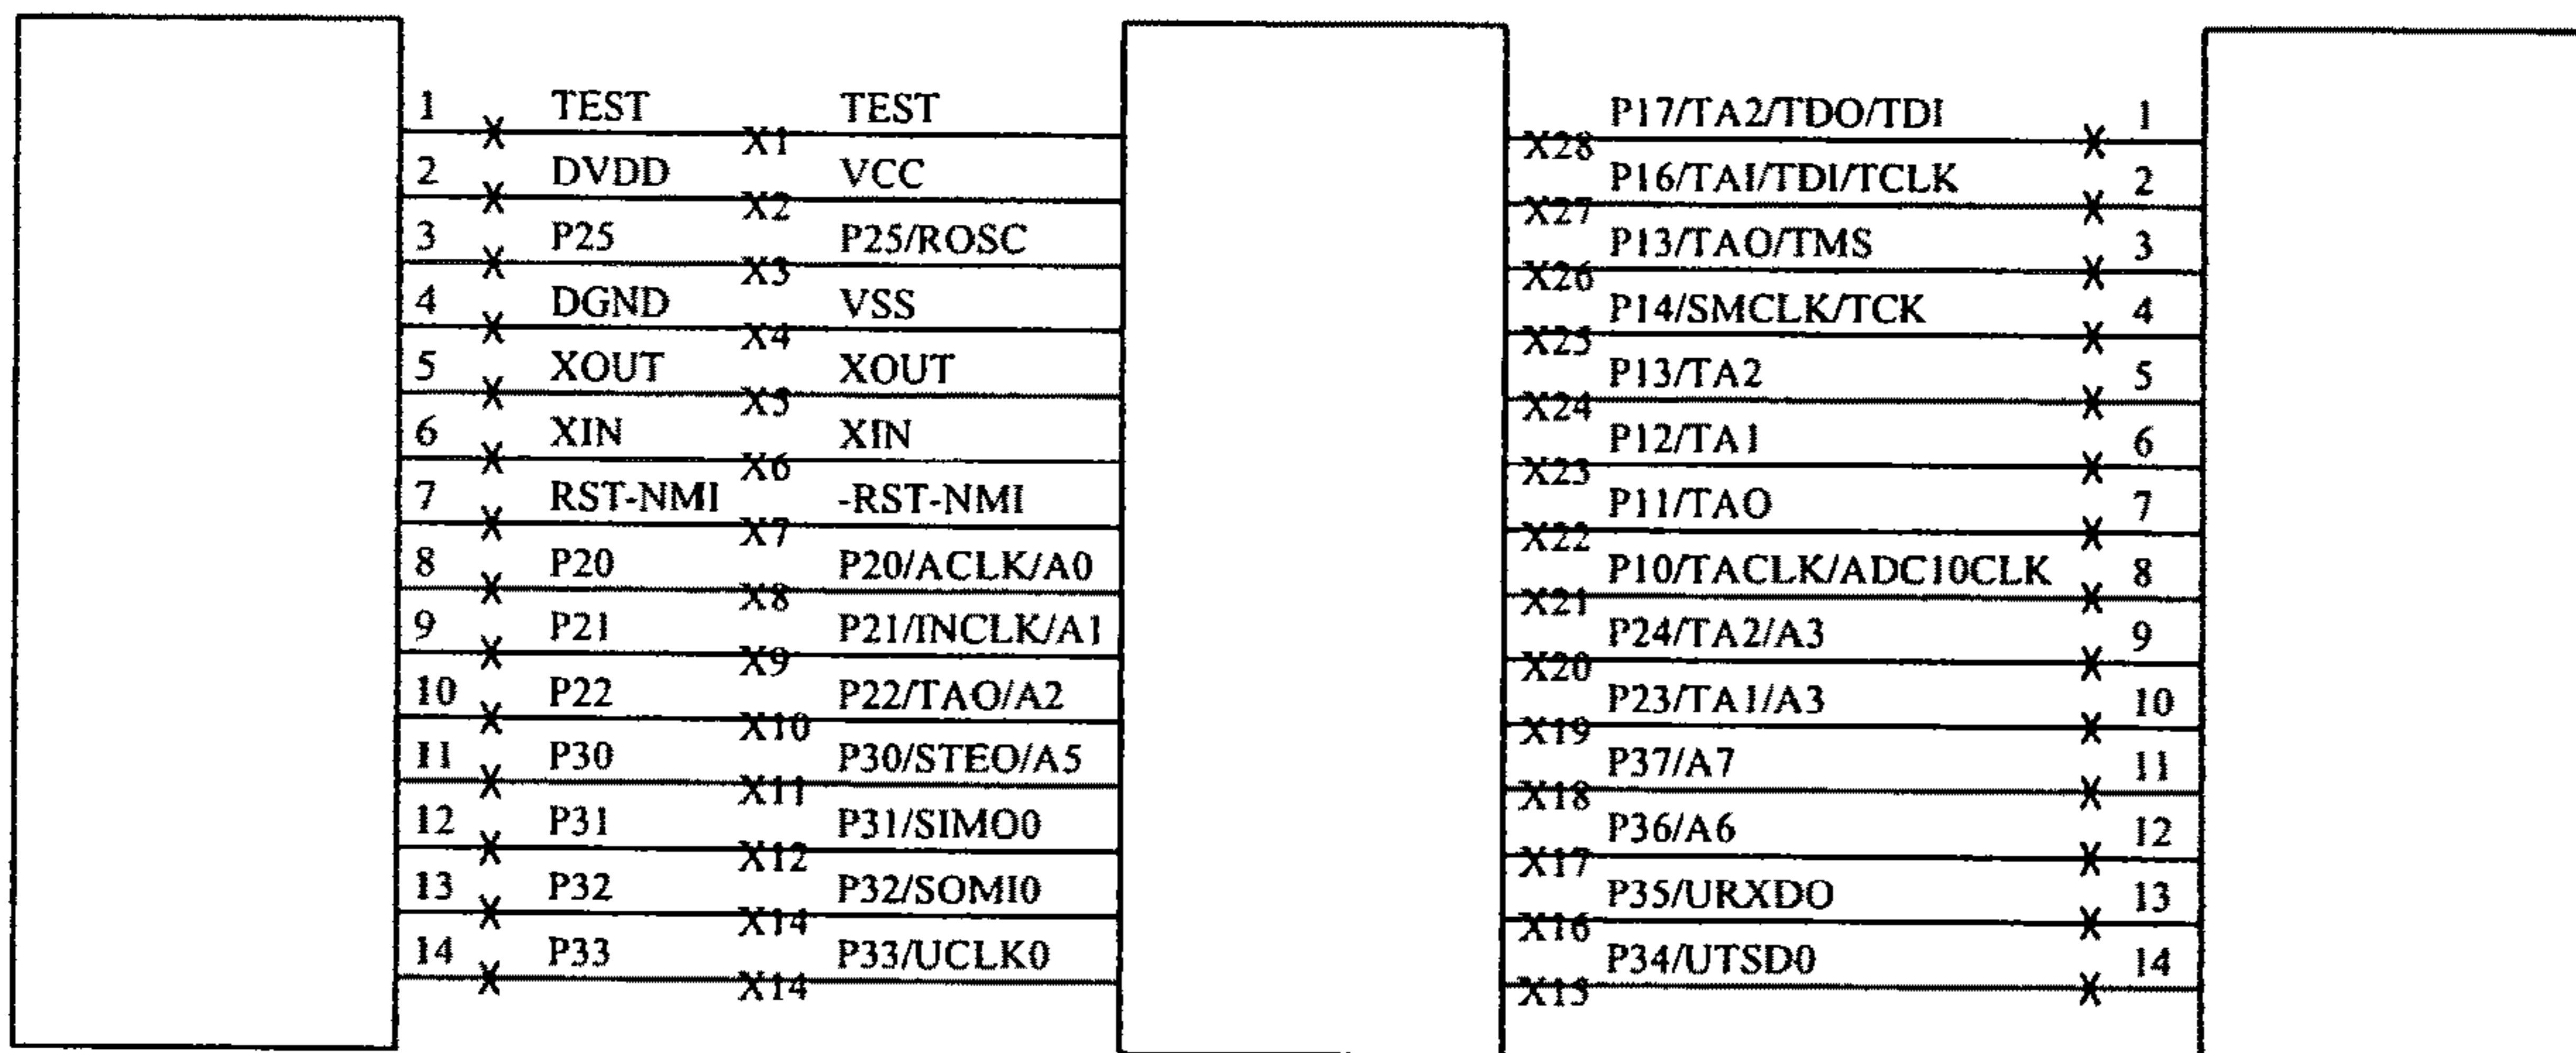 1 TEST TEST
X1
2 DVDD VCC
X2
3 P25 P25/ROSC
X3
4 DGND VSS
X4
5 XOUT XOUT
X5
6 XIN XIN
X6
7 RST-NMI -RST-NMI
X7
8 P20 P20/ACLK/A0
X8
9 P21 P21/INCLK/A1
X9
10 P22 P22/TAO/A2
X10
11 P30 P30/STEO/A5
X11
12 P31 P31/SIMO0
X12
13 P32 P32/SOMI0
X14
14 P33 P33/UCLK0
X14
P17/TA2/TDO/TDI 1
X28
P16/TAI/TDI/TCLK 2
X27
P13/TAO/TMS 3
X26
P14/SMCLK/TCK 4
X25
P13/TA2 5
X24
P12/TA1 6
X23
P11/TAO 7
X22
P10/TACLK/ADC10CLK 8
X21
P24/TA2/A3 9
X20
P23/TA1/A3 10
X19
P37/A7 11
X18
P36/A6 12
X17
P35/URXDO 13
X16
P34/UTSD0 14
X15